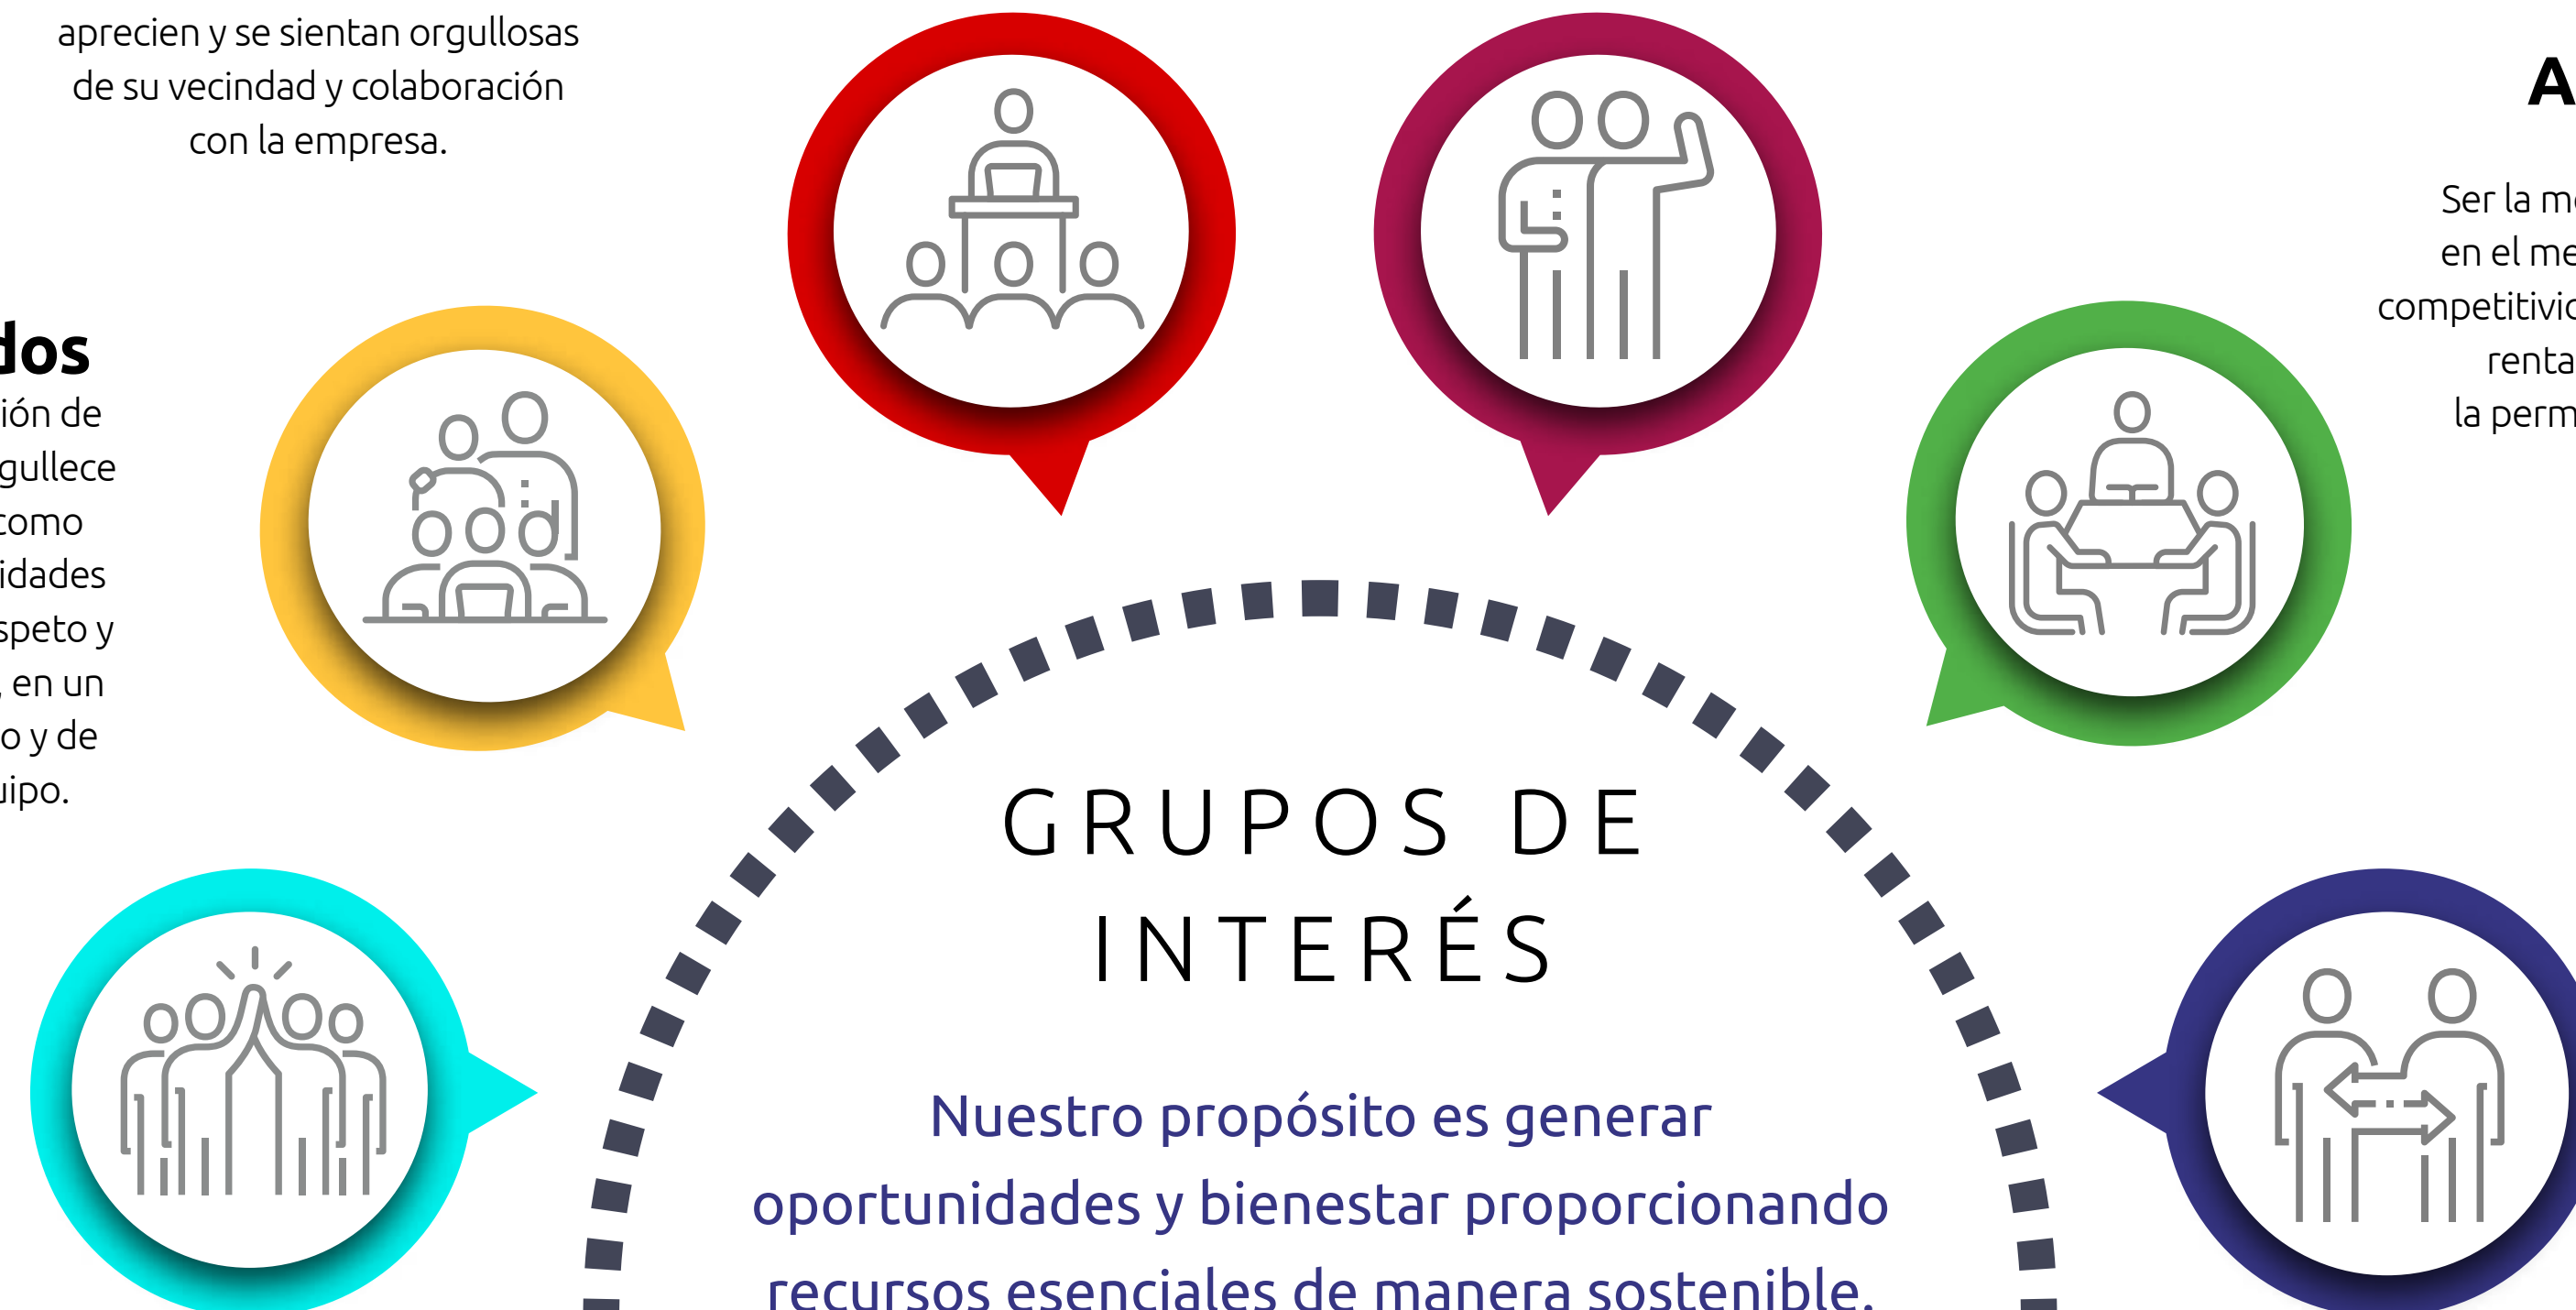 aprecien y se sientan orgullosas
de su vecindad y colaboración
con la empresa.
dos
ión de
gullece
como
idades
speto y
, en un
o y de
uipo.
A
Ser la m
en el me
competitivi
renta
la perm
GRUPOS DE
INTERÉS
Nuestro propósito es generar
oportunidades y bienestar proporcionando
recursos esenciales de manera sostenible.